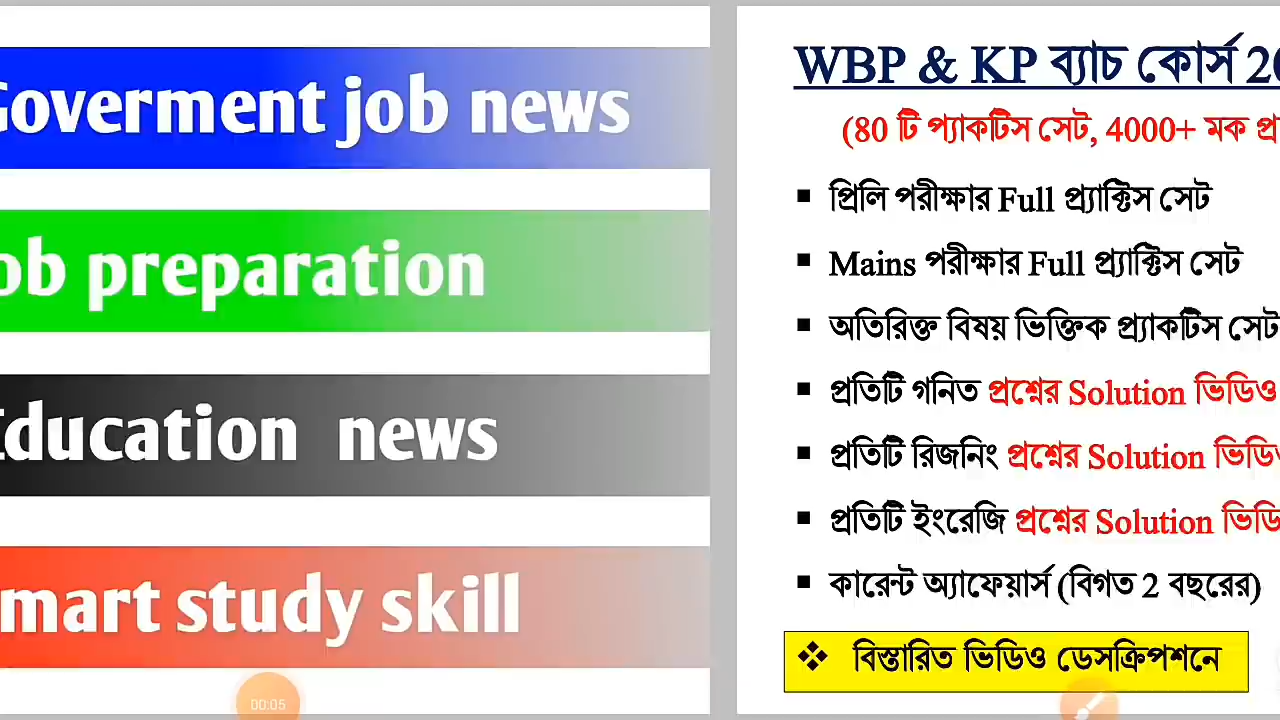 Goverment job news
ob preparation
Education news
mart study skill
00:05
WBP & KP ব্যাচ কোর্স 20
(80 টি প্যাকটিস সেট, 4000+ মক প্র
▪ প্রিলি পরীক্ষার Full প্র্যাক্টিস সেট
▪ Mains পরীক্ষার Full প্র্যাক্টিস সেট
▪ অতিরিক্ত বিষয় ভিক্তিক প্র্যাকটিস সেট
▪ প্রতিটি গনিত প্রশ্নের Solution ভিডিও
▪ প্রতিটি রিজনিং প্রশ্নের Solution ভিডিও
▪ প্রতিটি ইংরেজি প্রশ্নের Solution ভিডি
▪ কারেন্ট অ্যাফেয়ার্স (বিগত 2 বছরের)
❖ বিস্তারিত ভিডিও ডেসক্রিপশনে